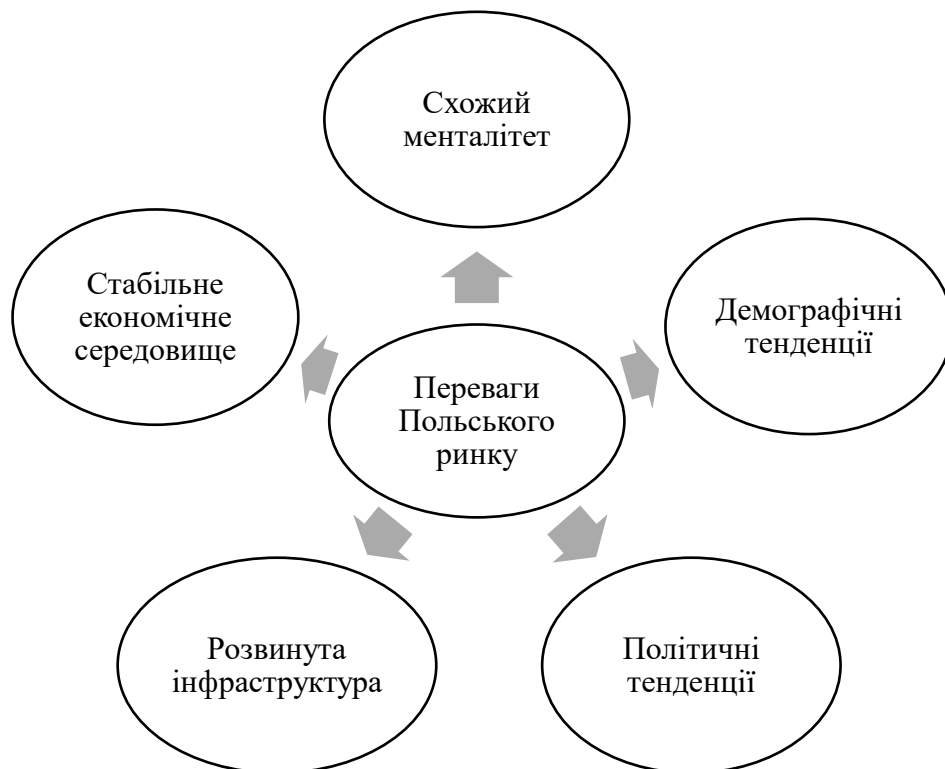 Схожий
менталітет
Стабільне
економічне
середовище
Демографічні
тенденції
Переваги
Польського
ринку
Розвинута
інфраструктура
Політичні
тенденції